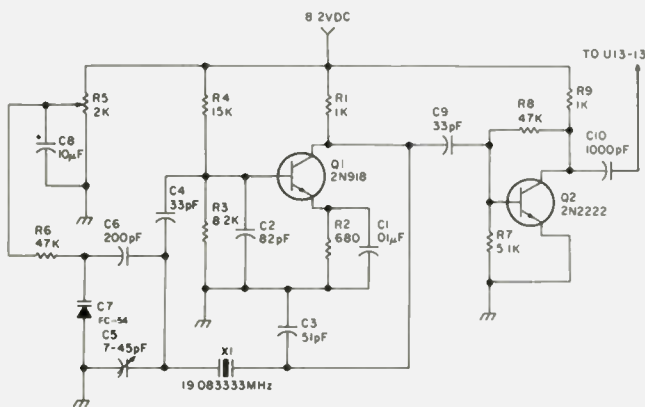 8 2VDC
TO U13-13
R5
2K
R4
15K
R1
1K
C9
33pF
R8
47K
R9
1K
C10
1000pF
C8
10µF
Q1
2N918
C4
33pF
R3
8.2K
C2
82pF
R2
680
C1
01µF
Q2
2N2222
R6
47K
C6
200pF
R7
5.1K
C7
FC-54
C3
51pF
C5
7-45pF
X1
19 083333MHz